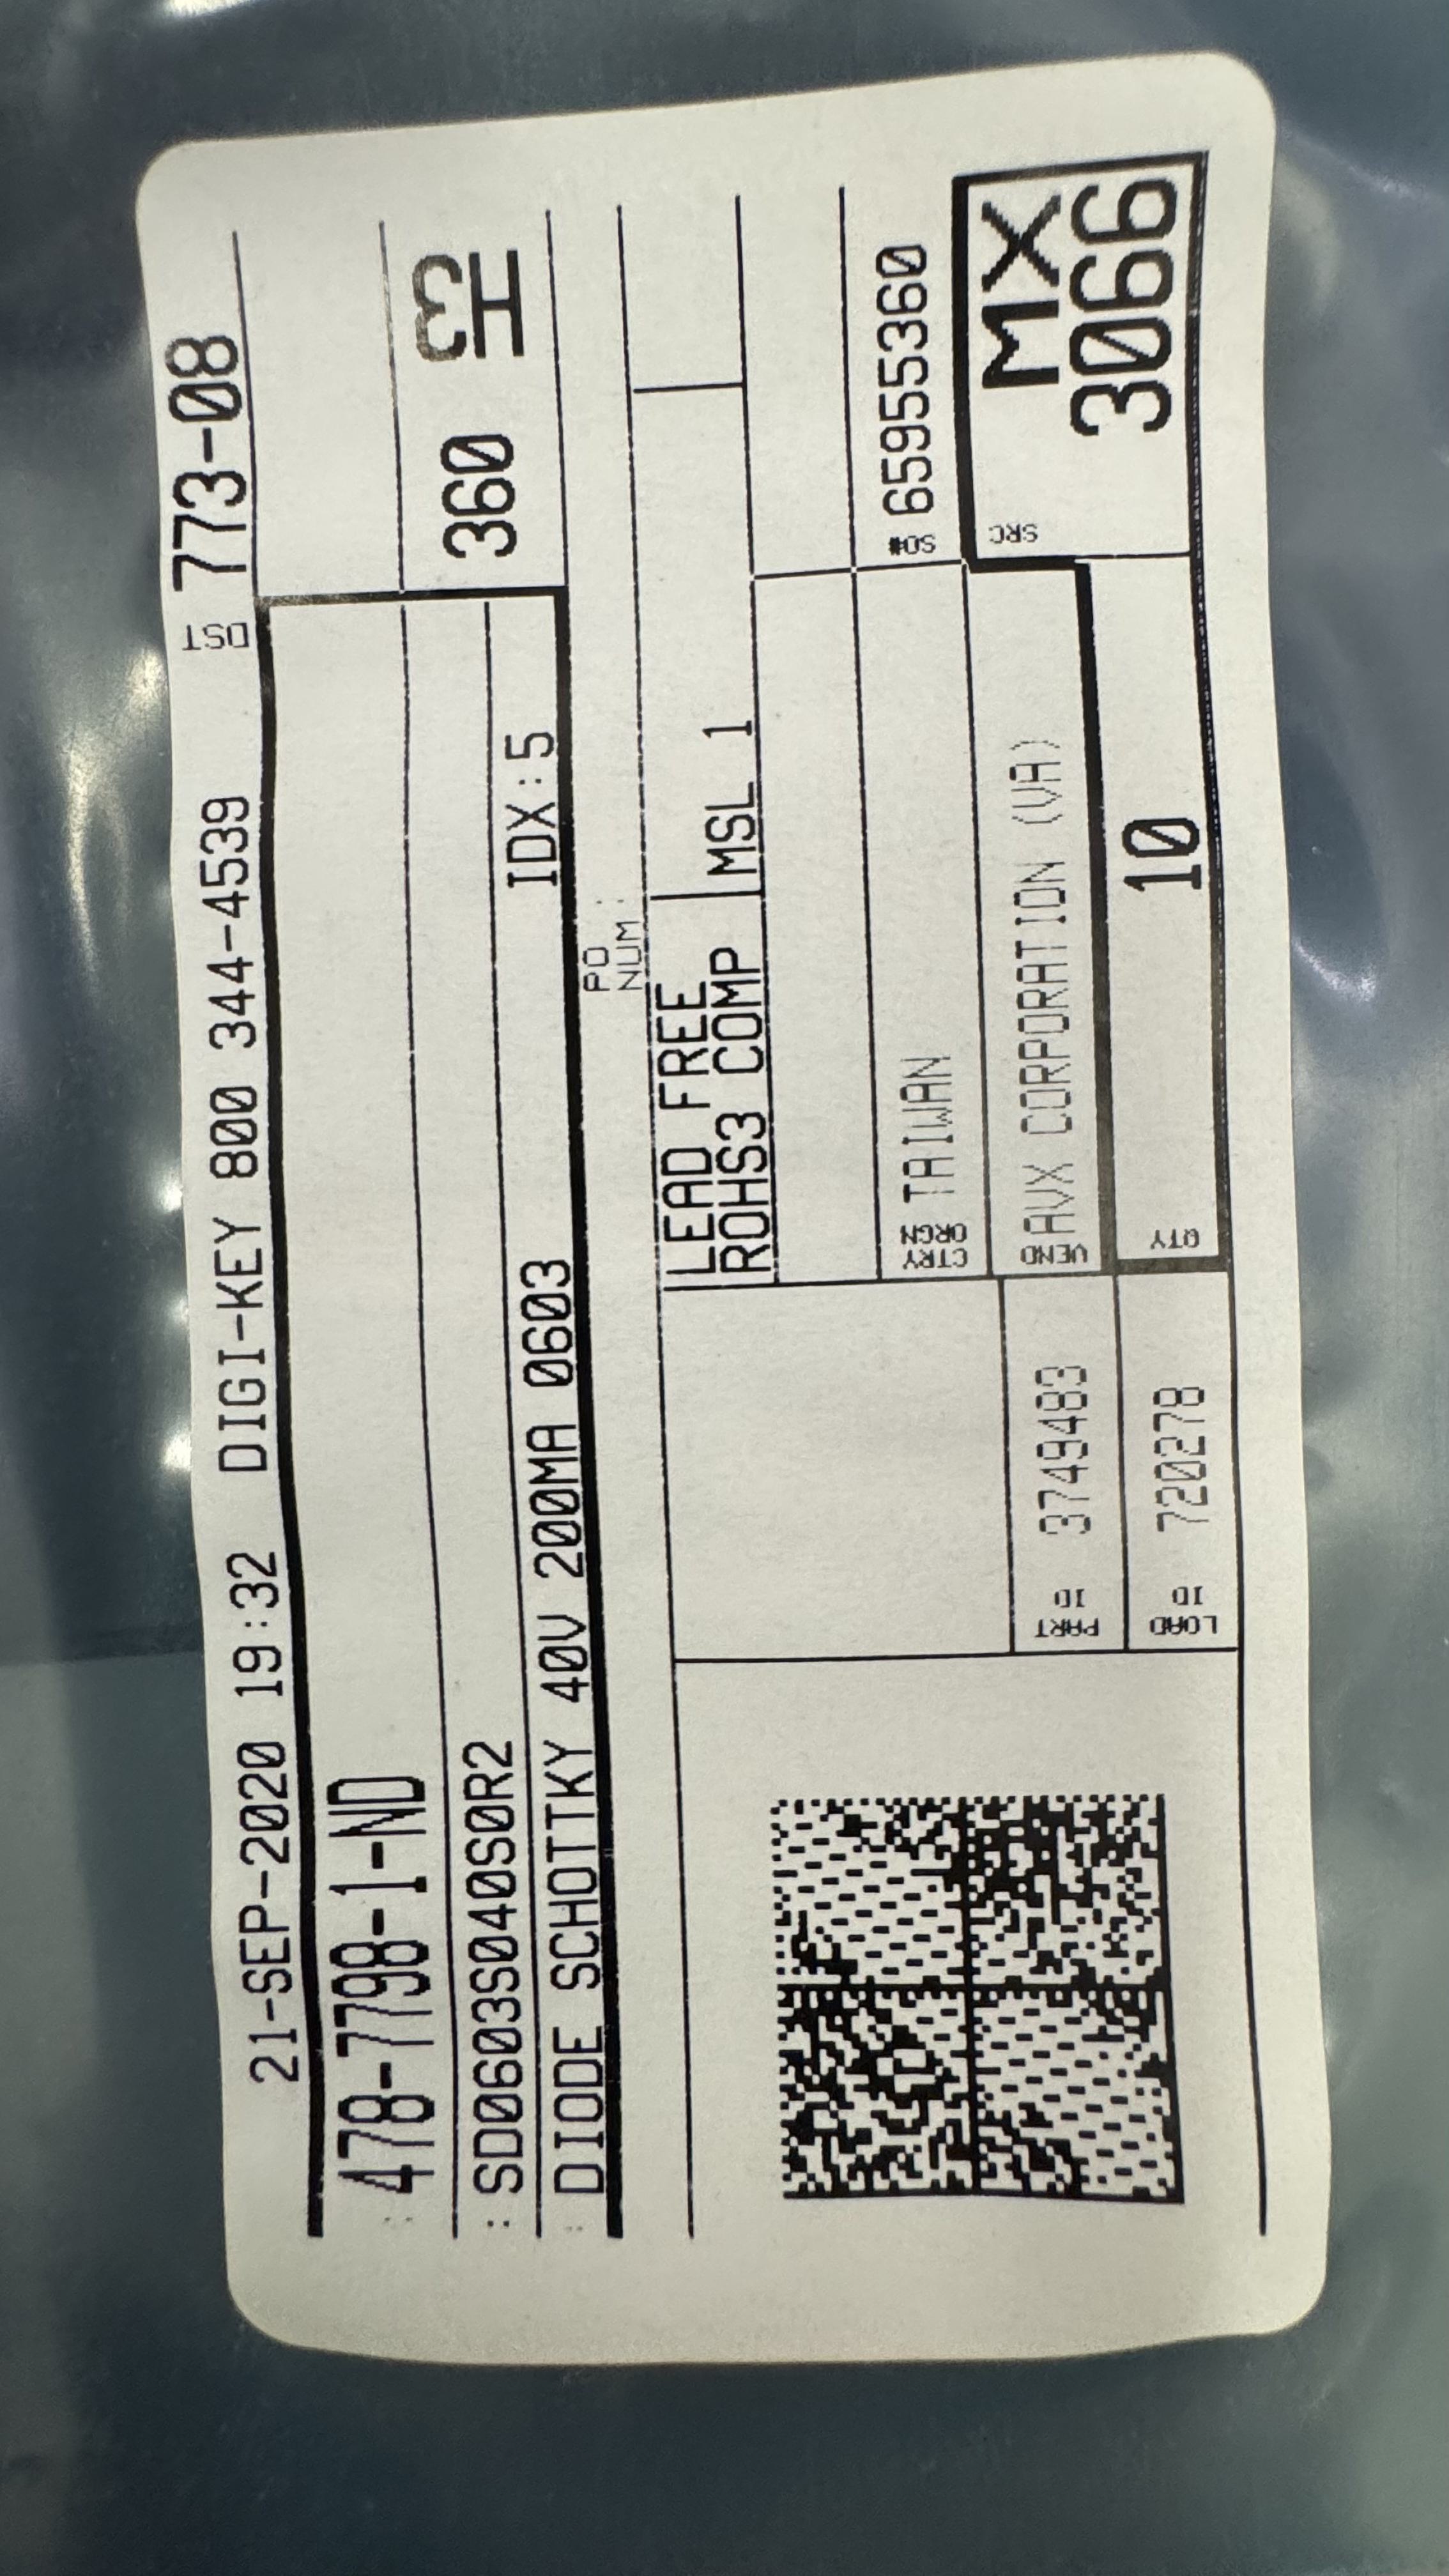 21-SEP-2020 19:32 DIGI-KEY 800 344-4539 DST 773-08
: 478-7798-1-ND
: SD0603S040S0R2
: DIODE SCHOTTKY 40V 200MA 0603 IDX:5
360 H3
PO NUM:
LEAD FREE
ROHS3 COMP
MSL 1
CTRY ORGN TAIWAN
SO# 65955360
VEND AVX CORPORATION (VA)
SRC MX
3066
PART ID 3749483
LOAD ID 720278
QTY 10